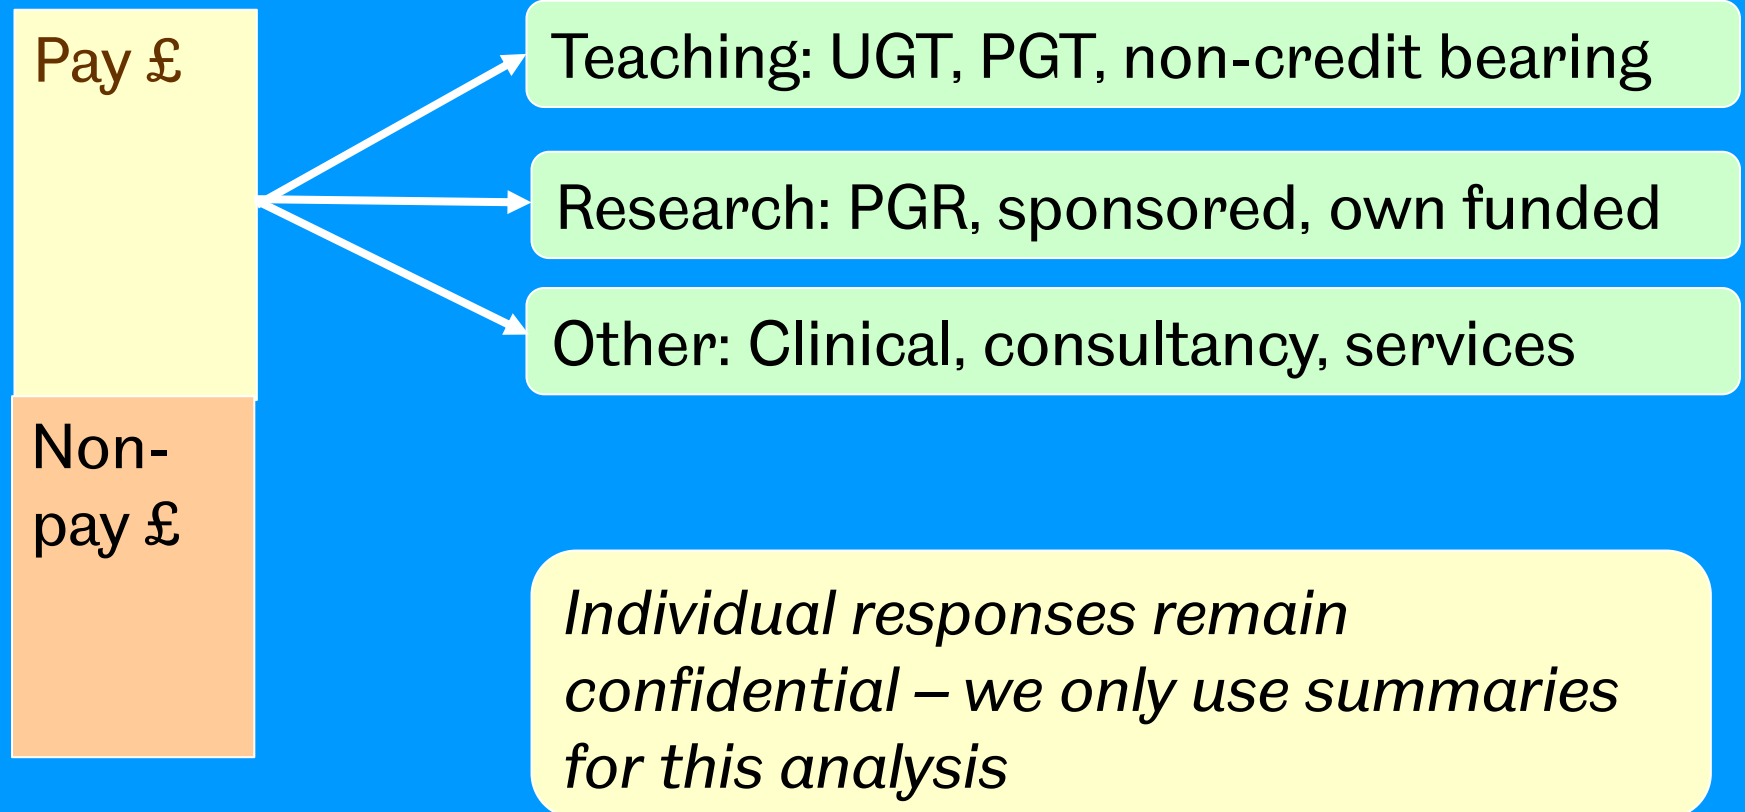 Pay £
Teaching: UGT, PGT, non-credit bearing
Research: PGR, sponsored, own funded
Other: Clinical, consultancy, services
Non-
pay £
Individual responses remain
confidential – we only use summaries
for this analysis